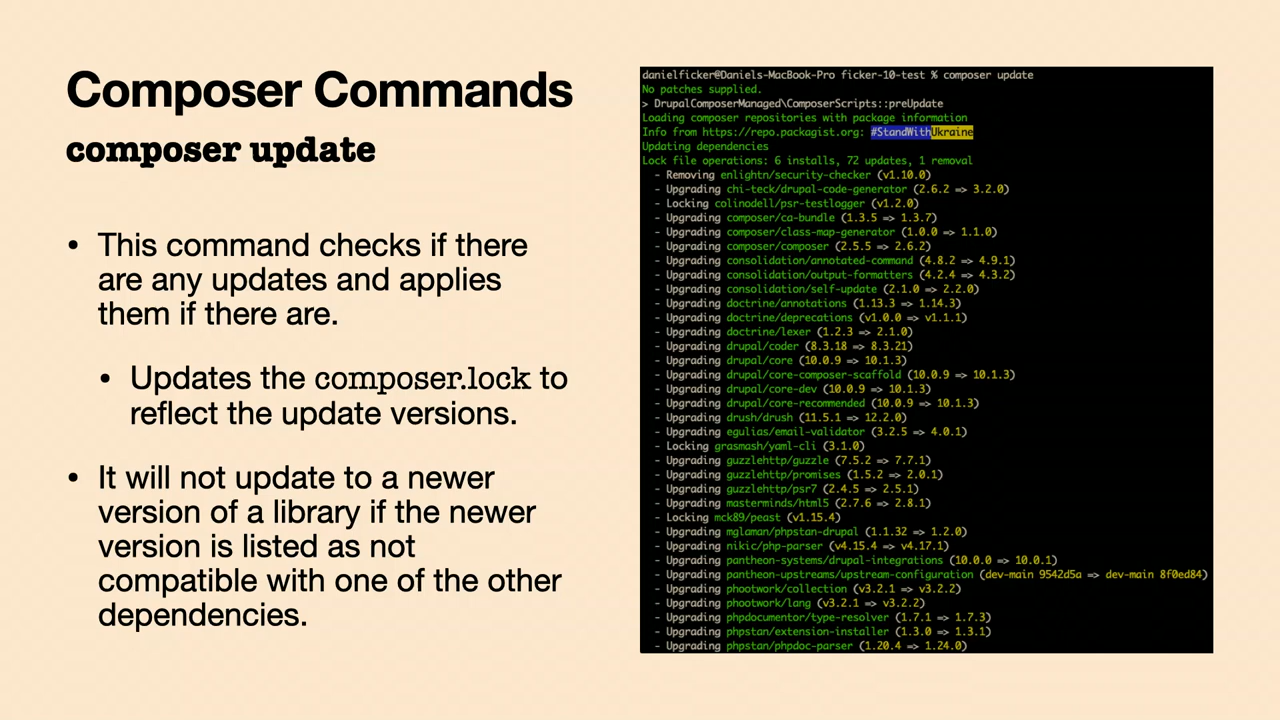 Composer Commands
composer update
• This command checks if there
are any updates and applies
them if there are.
• Updates the composer.lock to
reflect the update versions.
• It will not update to a newer
version of a library if the newer
version is listed as not
compatible with one of the other
dependencies.
danielficker@Daniels-MacBook-Pro ficker-10-test % composer update
No patches supplied.
> DrupalComposerManaged\ComposerScripts::preUpdate
Loading composer repositories with package information
Info from https://repo.packagist.org: #StandWithUkraine
Updating dependencies
Lock file operations: 6 installs, 72 updates, 1 removal
- Removing enlightn/security-checker (v1.10.0)
- Upgrading chi-teck/drupal-code-generator (2.6.2 => 3.2.0)
- Locking colinodell/psr-testlogger (v1.2.0)
- Upgrading composer/ca-bundle (1.3.5 => 1.3.7)
- Upgrading composer/class-map-generator (1.0.0 => 1.1.0)
- Upgrading composer/composer (2.5.5 => 2.6.2)
- Upgrading consolidation/annotated-command (4.8.2 => 4.9.1)
- Upgrading consolidation/output-formatters (4.2.4 => 4.3.2)
- Upgrading consolidation/self-update (2.1.0 => 2.2.0)
- Upgrading doctrine/annotations (1.13.3 => 1.14.3)
- Upgrading doctrine/deprecations (v1.0.0 => v1.1.1)
- Upgrading doctrine/lexer (1.2.3 => 2.1.0)
- Upgrading drupal/coder (8.3.18 => 8.3.21)
- Upgrading drupal/core (10.0.9 => 10.1.3)
- Upgrading drupal/core-composer-scaffold (10.0.9 => 10.1.3)
- Upgrading drupal/core-dev (10.0.9 => 10.1.3)
- Upgrading drupal/core-recommended (10.0.9 => 10.1.3)
- Upgrading drush/drush (11.5.1 => 12.2.0)
- Upgrading egulias/email-validator (3.2.5 => 4.0.1)
- Locking grasmash/yaml-cli (3.1.0)
- Upgrading guzzlehttp/guzzle (7.5.2 => 7.7.1)
- Upgrading guzzlehttp/promises (1.5.2 => 2.0.1)
- Upgrading guzzlehttp/psr7 (2.4.5 => 2.5.1)
- Upgrading masterminds/html5 (2.7.6 => 2.8.1)
- Locking mck89/peast (v1.15.4)
- Upgrading mglaman/phpstan-drupal (1.1.32 => 1.2.0)
- Upgrading nikic/php-parser (v4.15.4 => v4.17.1)
- Upgrading pantheon-systems/drupal-integrations (10.0.0 => 10.0.1)
- Upgrading pantheon-upstreams/upstream-configuration (dev-main 9542d5a => dev-main 8f0ed84)
- Upgrading phootwork/collection (v3.2.1 => v3.2.2)
- Upgrading phootwork/lang (v3.2.1 => v3.2.2)
- Upgrading phpdocumentor/type-resolver (1.7.1 => 1.7.3)
- Upgrading phpstan/extension-installer (1.3.0 => 1.3.1)
- Upgrading phpstan/phpdoc-parser (1.20.4 => 1.24.0)